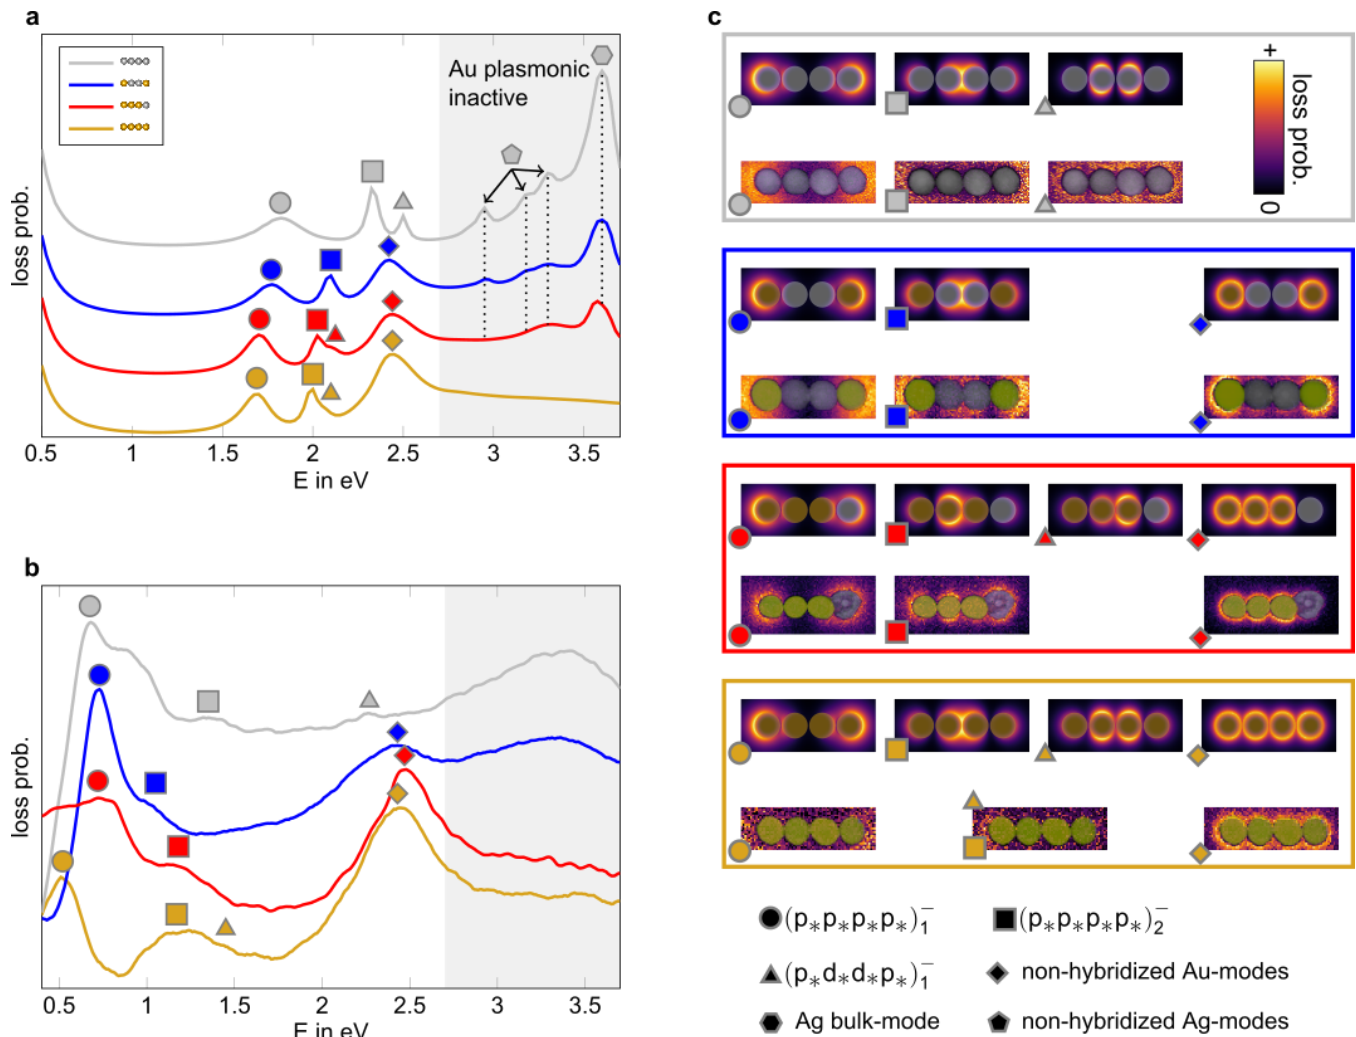 a
Au plasmonic
inactive
loss prob.
0.5 1 1.5 2 2.5 3 3.5
E in eV
b
loss prob.
0.5 1 1.5 2 2.5 3 3.5
E in eV
c
+
loss prob.
0
(p∗p∗p∗p∗)₁⁻ (p∗p∗p∗p∗)₂⁻
(p∗d∗d∗p∗)₁⁻ non-hybridized Au-modes
Ag bulk-mode non-hybridized Ag-modes